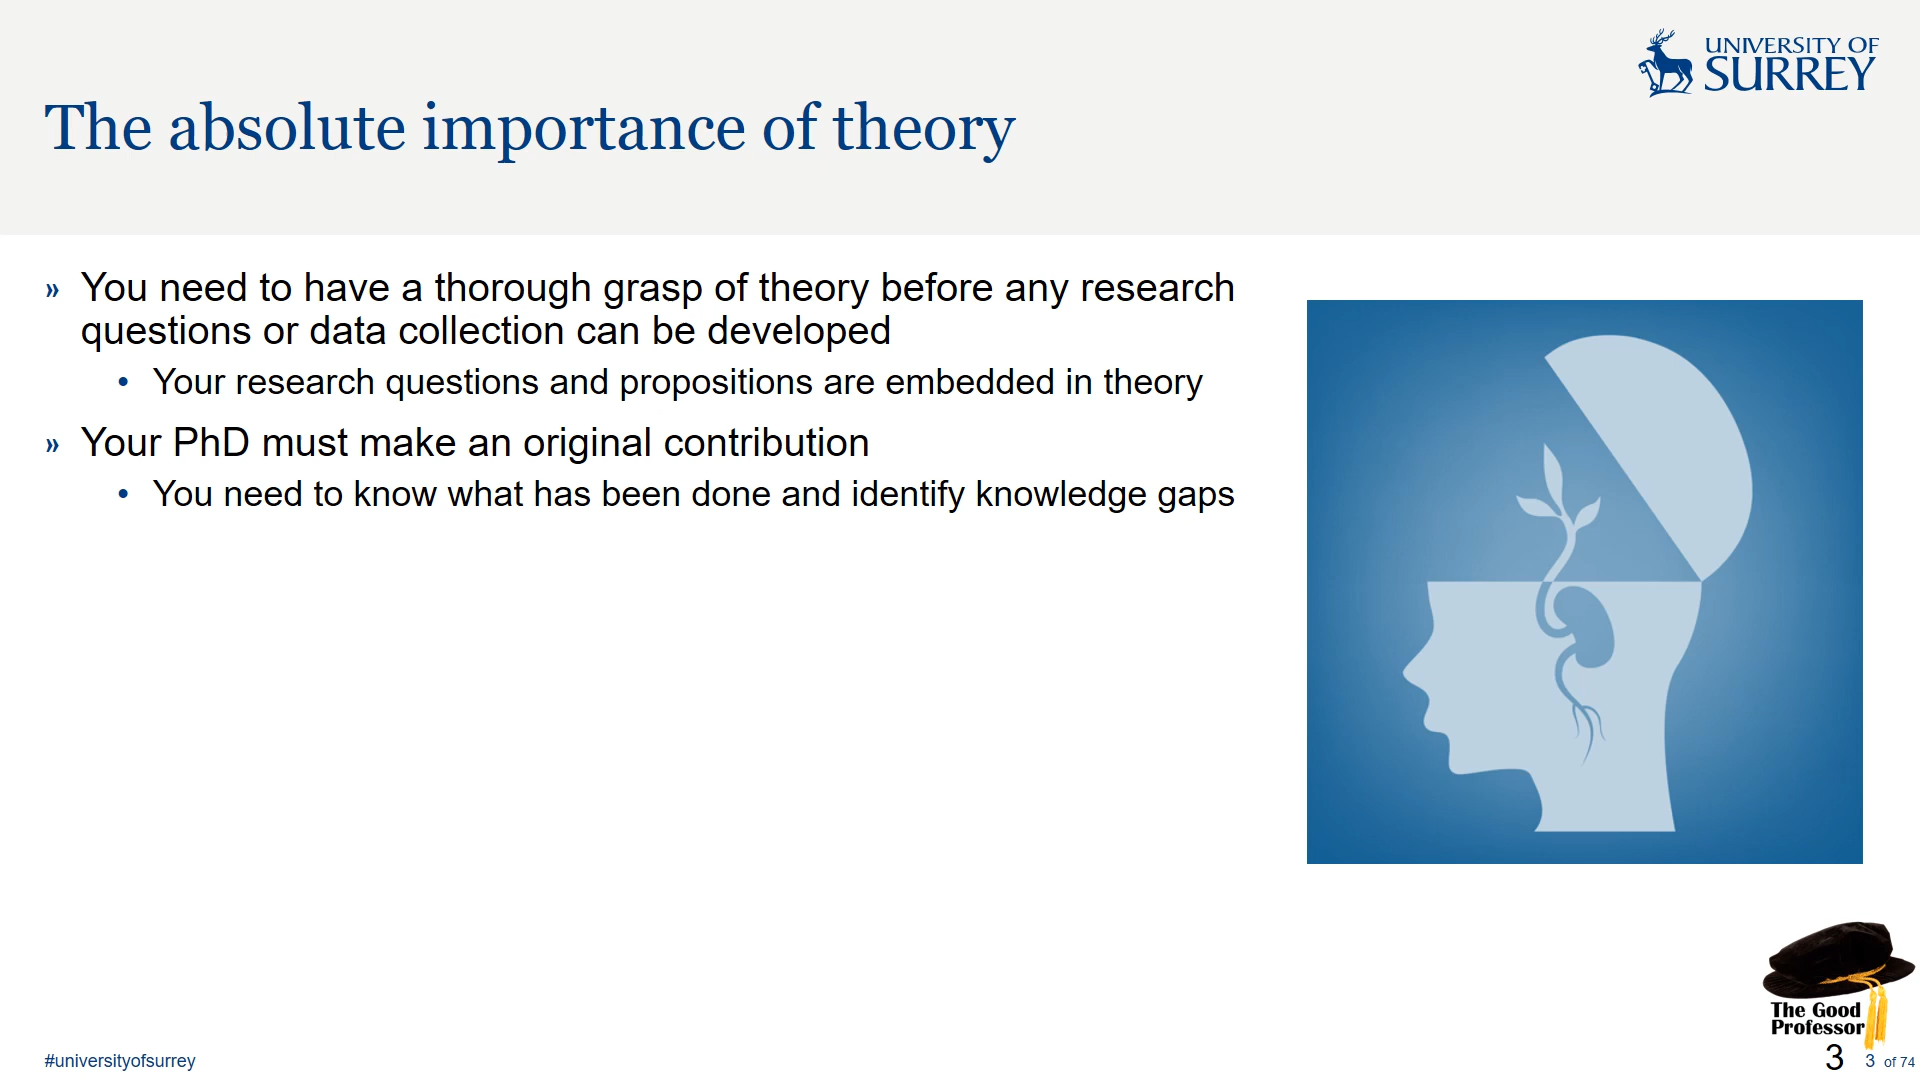 UNIVERSITY OF
SURREY
The absolute importance of theory
» You need to have a thorough grasp of theory before any research
questions or data collection can be developed
• Your research questions and propositions are embedded in theory
» Your PhD must make an original contribution
• You need to know what has been done and identify knowledge gaps
The Good
Professor
#universityofsurrey
3
3 of 74